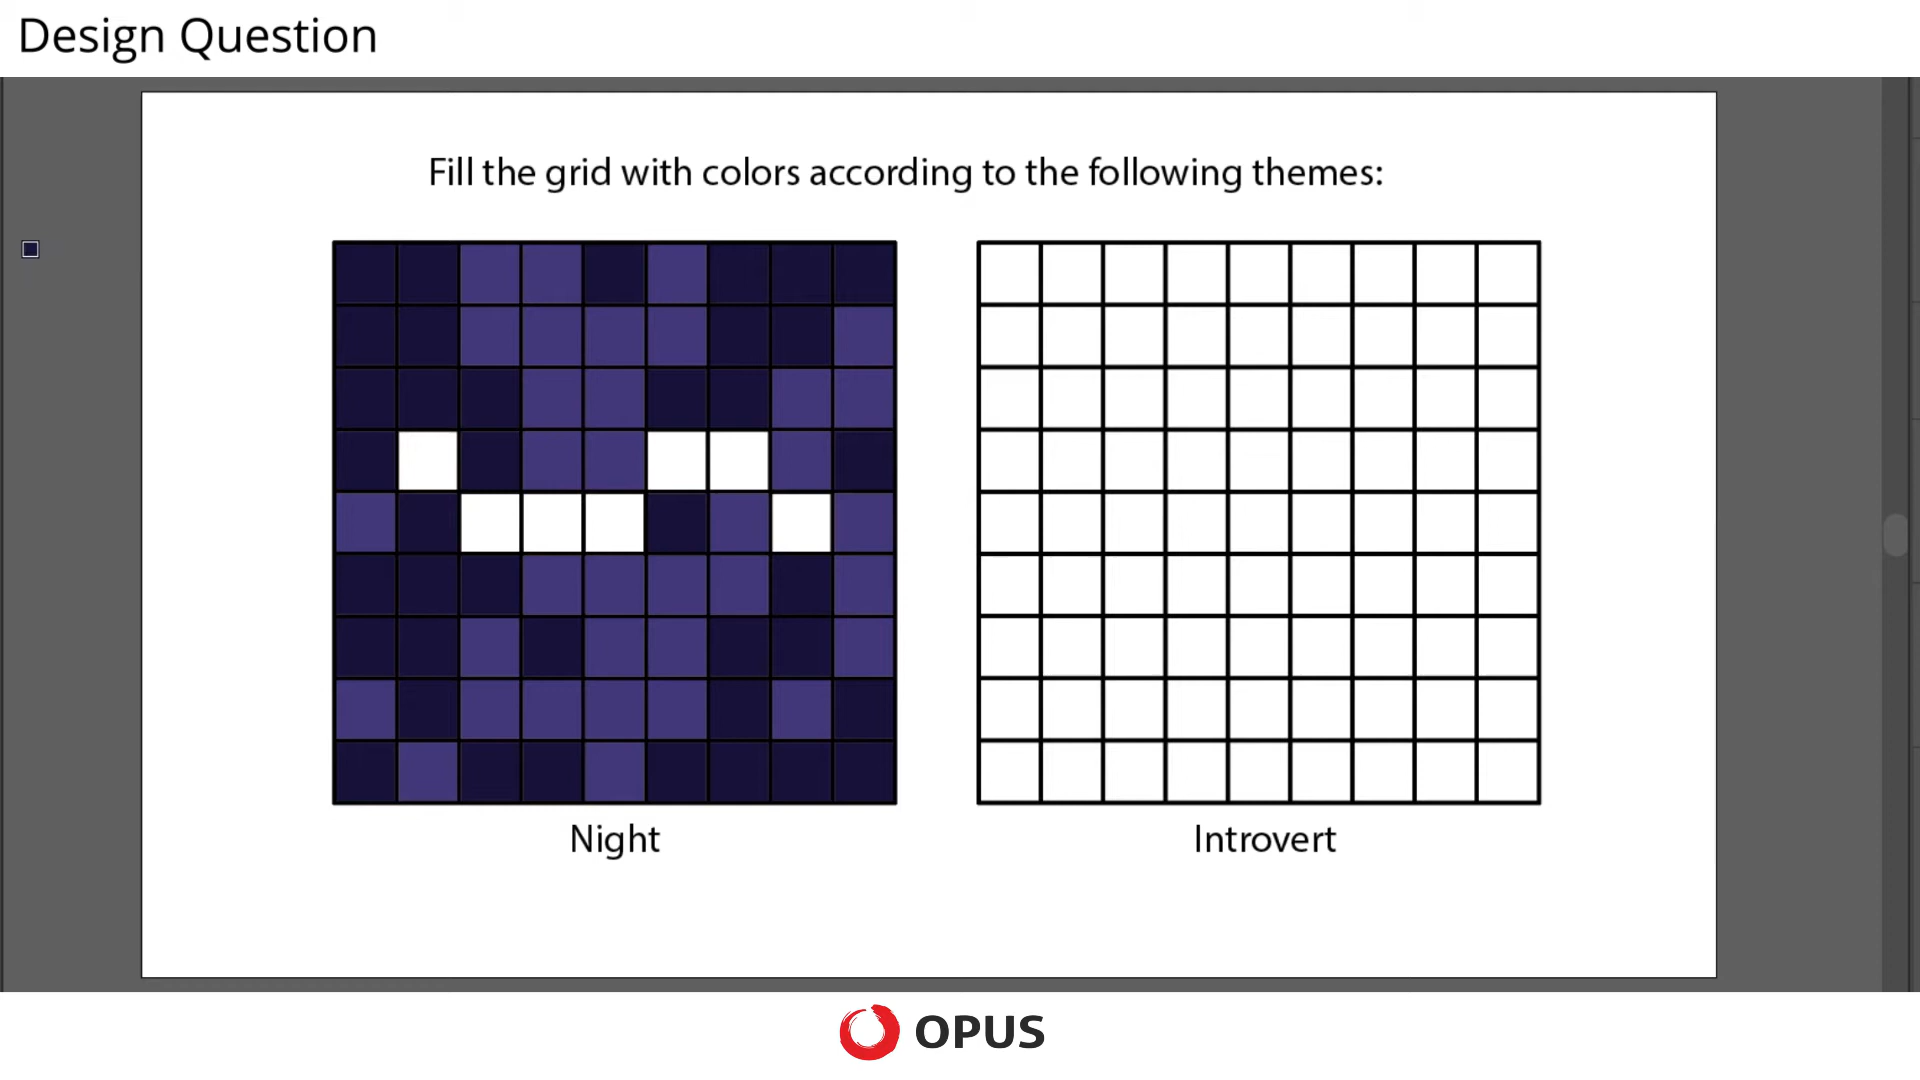 Design Question
Fill the grid with colors according to the following themes:
Night
Introvert
OPUS